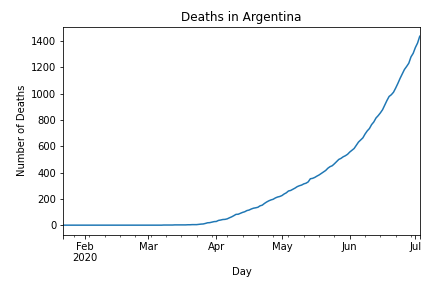 Deaths in Argentina
Number of Deaths
1400
1200
1000
800
600
400
200
0
Feb
2020
Mar
Apr
May
Jun
Jul
Day